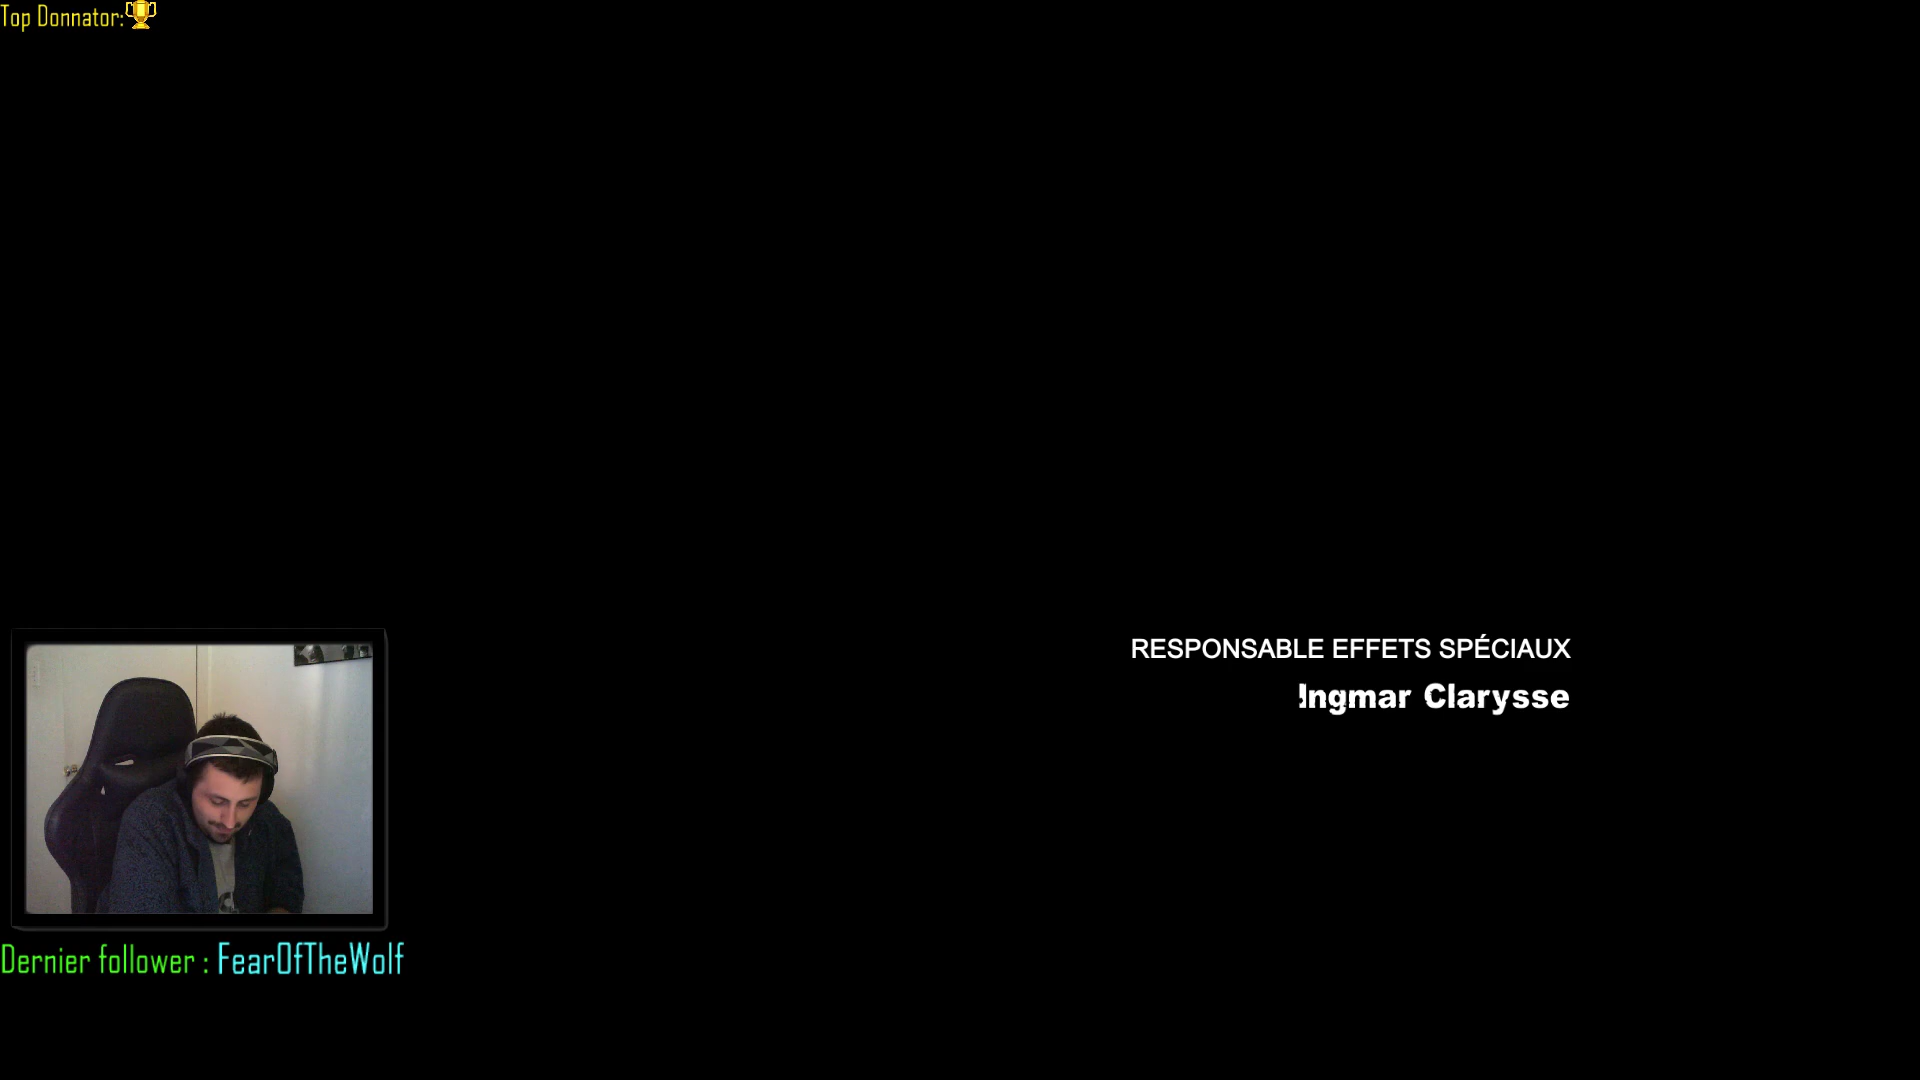 Top Donnator:
RESPONSABLE EFFETS SPÉCIAUX
Ingmar Clarysse
Dernier follower : FearOfTheWolf